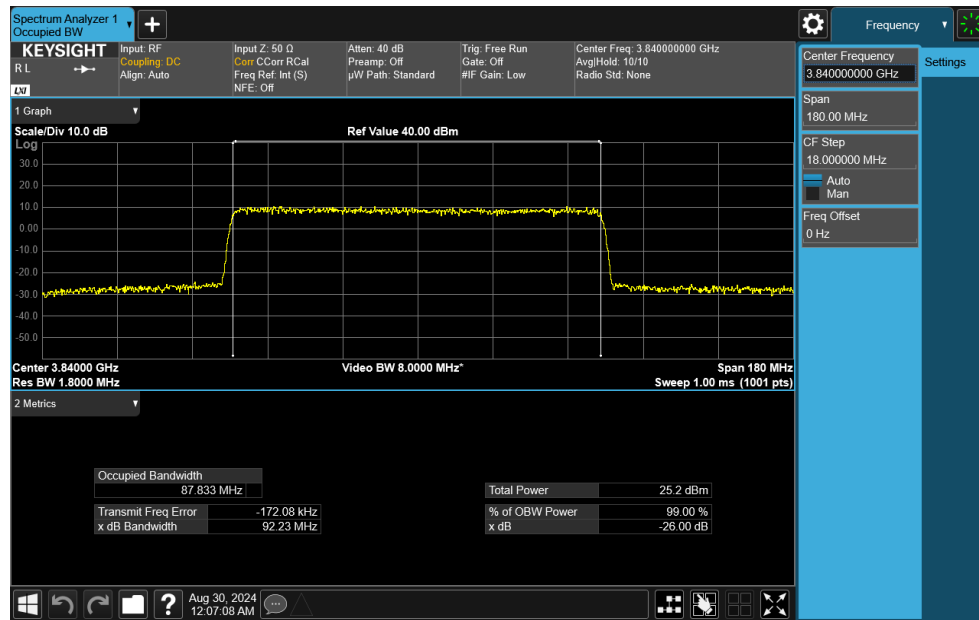 Spectrum Analyzer 1
Occupied BW
Frequency
KEYSIGHT
R L
LXI
Input: RF
Coupling: DC
Align: Auto
Input Z: 50 Ω
Corr CCorr RCal
Freq Ref: Int (S)
NFE: Off
Atten: 40 dB
Preamp: Off
µW Path: Standard
Trig: Free Run
Gate: Off
#IF Gain: Low
Center Freq: 3.840000000 GHz
Avg|Hold: 10/10
Radio Std: None
Center Frequency
3.840000000 GHz
Settings
Span
180.00 MHz
CF Step
18.000000 MHz
Auto
Man
Freq Offset
0 Hz
1 Graph
Scale/Div 10.0 dB
Ref Value 40.00 dBm
Log
30.0
20.0
10.0
0.00
-10.0
-20.0
-30.0
-40.0
-50.0
Center 3.84000 GHz
Video BW 8.0000 MHz*
Span 180 MHz
Res BW 1.8000 MHz
Sweep 1.00 ms (1001 pts)
2 Metrics
Occupied Bandwidth
87.833 MHz
Total Power 25.2 dBm
Transmit Freq Error -172.08 kHz
% of OBW Power 99.00 %
x dB Bandwidth 92.23 MHz
x dB -26.00 dB
?
Aug 30, 2024
12:07:08 AM